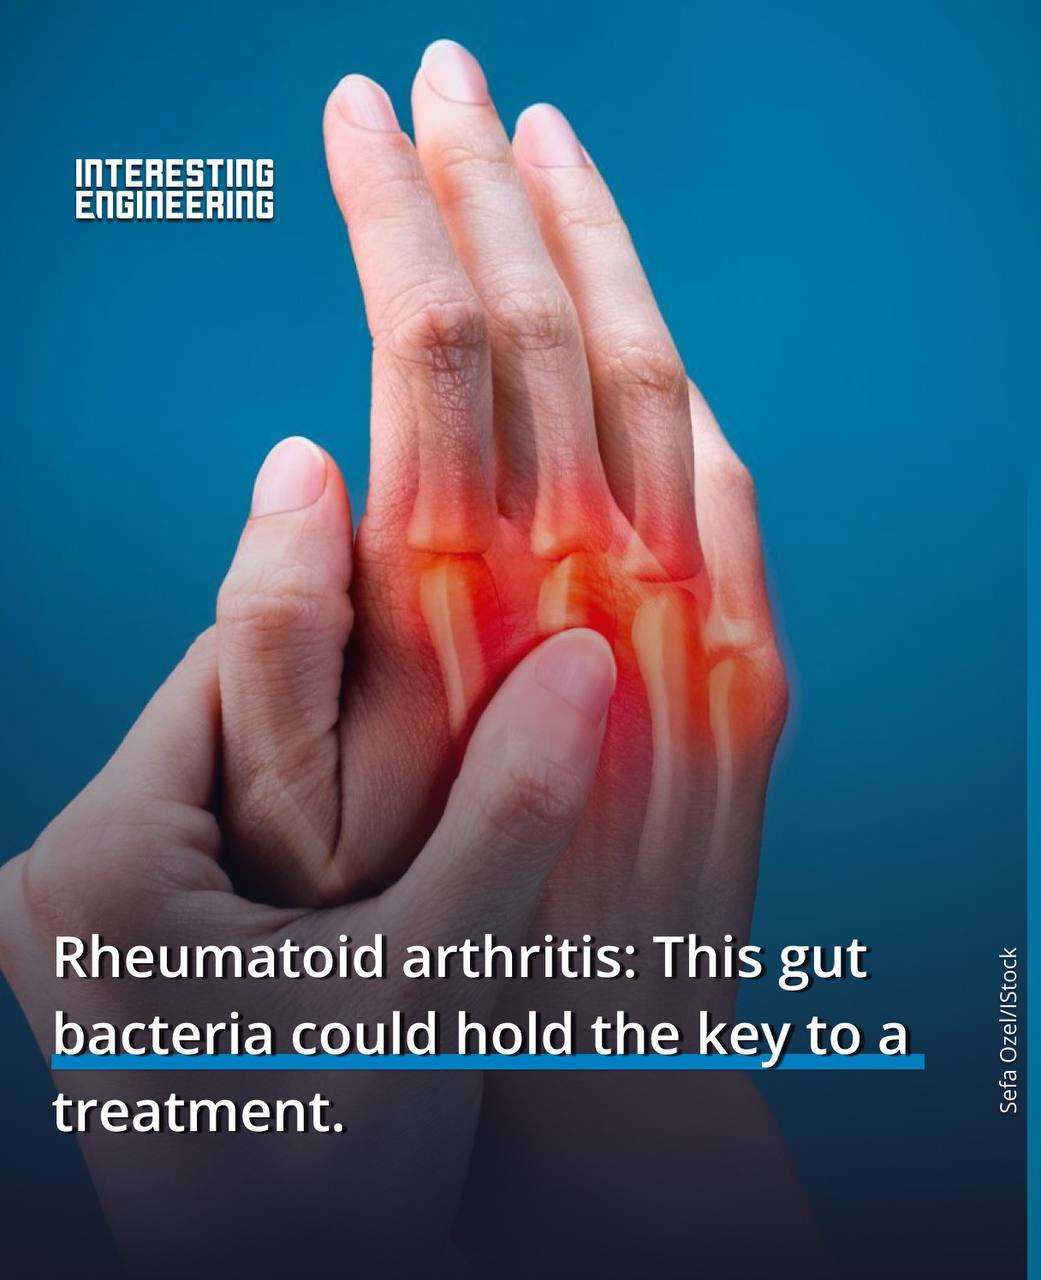 INTERESTING
ENGINEERING
Rheumatoid arthritis: This gut
bacteria could hold the key to a
treatment.
Sefa Ozel/IStock